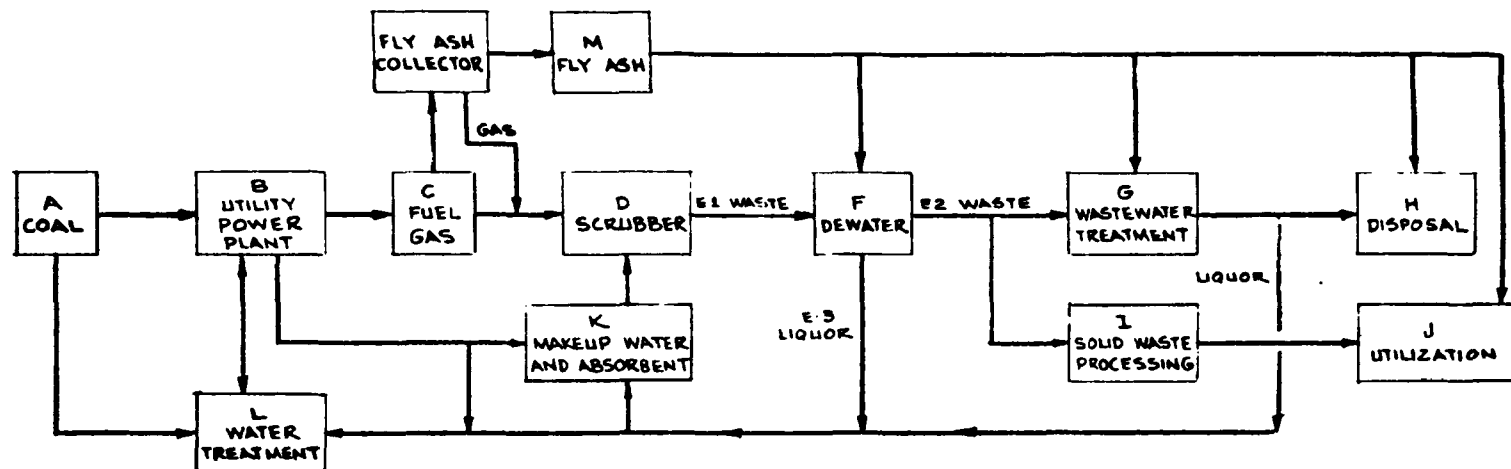 FLY ASH
COLLECTOR
M
FLY ASH
GAS
A
COAL
B
UTILITY
POWER
PLANT
C
FUEL
GAS
D
SCRUBBER
E1 WASTE
F
DEWATER
E2 WASTE
G
WASTEWATER
TREATMENT
H
DISPOSAL
LIQUOR
K
MAKEUP WATER
AND ABSORBENT
E-3
LIQUOR
I
SOLID WASTE
PROCESSING
J
UTILIZATION
L
WATER
TREATMENT